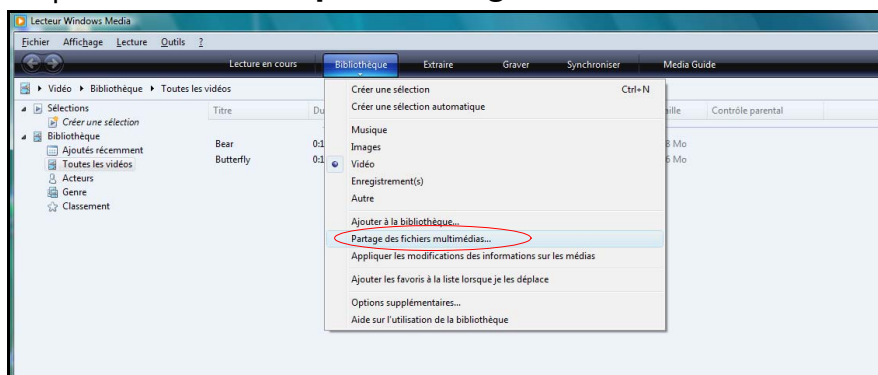 Lecteur Windows Media
Fichier Affichage Lecture Outils ?
Lecture en cours Bibliothèque Extraire Graver Synchroniser Media Guide
Vidéo Bibliothèque Toutes les vidéos
Sélections
Créer une sélection
Bibliothèque
Ajoutés récemment
Toutes les vidéos
Acteurs
Genre
Classement
Titre Contrôle parental
Bear
Butterfly
Créer une sélection Ctrl+N
Créer une sélection automatique
Musique
Images
Vidéo
Enregistrement(s)
Autre
Ajouter à la bibliothèque...
Partage des fichiers multimédias...
Appliquer les modifications des informations sur les médias
Ajouter les favoris à la liste lorsque je les déplace
Options supplémentaires...
Aide sur l'utilisation de la bibliothèque